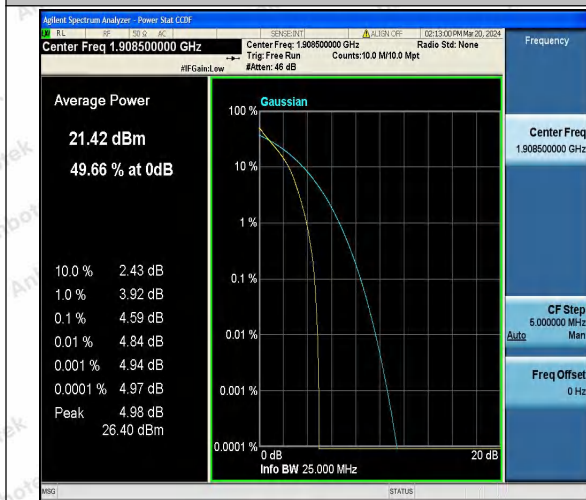 Agilent Spectrum Analyzer - Power Stat CCDF
RL RF 50 Ω AC SENSE:INT ALIGN OFF 02:13:00 PM Mar 20, 2024
Center Freq 1.908500000 GHz
Center Freq: 1.908500000 GHz Radio Std: None
Trig: Free Run Counts:10.0 M/10.0 Mpt
#IFGain:Low #Atten: 46 dB
Frequency
Average Power
21.42 dBm
49.66 % at 0dB
10.0 % 2.43 dB
1.0 % 3.92 dB
0.1 % 4.59 dB
0.01 % 4.84 dB
0.001 % 4.94 dB
0.0001 % 4.97 dB
Peak 4.98 dB
26.40 dBm
Gaussian
100 %
10 %
1 %
0.1 %
0.01 %
0.001 %
0.0001 %
0 dB 20 dB
Info BW 25.000 MHz
Center Freq
1.908500000 GHz
CF Step
5.000000 MHz
Auto Man
Freq Offset
0 Hz
MSG STATUS